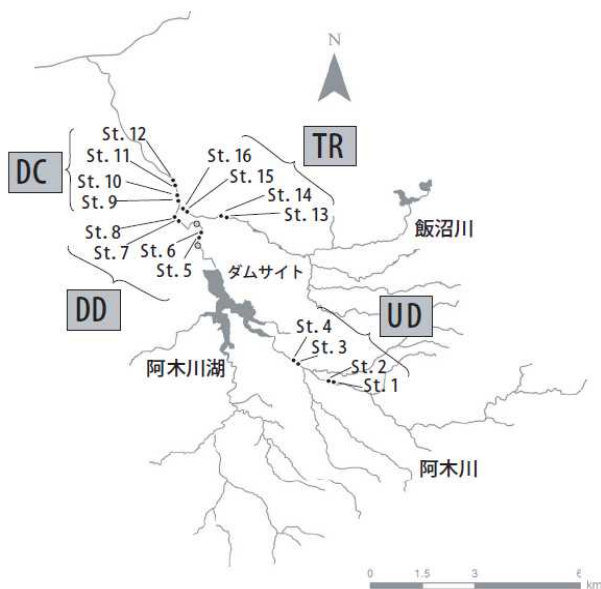 N
TR
St. 12
St. 11
St. 10
St. 9
DC
St. 16
St. 15
St. 14
St. 13
飯沼川
St. 8
St. 7
St. 6
St. 5
DD
ダムサイト
UD
St. 4
St. 3
St. 2
St. 1
阿木川湖
阿木川
0 1.5 3 6
km